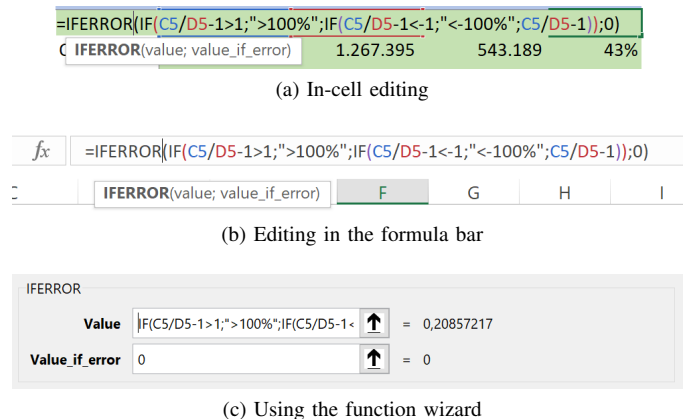 =IFERROR(IF(C5/D5-1>1;">100%";IF(C5/D5-1<-1;"<-100%";C5/D5-1));0)
IFERROR(value; value_if_error) 1.267.395 543.189 43%
(a) In-cell editing
fx =IFERROR(IF(C5/D5-1>1;">100%";IF(C5/D5-1<-1;"<-100%";C5/D5-1));0)
IFERROR(value; value_if_error) F G H I
(b) Editing in the formula bar
IFERROR
Value IF(C5/D5-1>1;">100%";IF(C5/D5-1< = 0,20857217
Value_if_error 0 = 0
(c) Using the function wizard